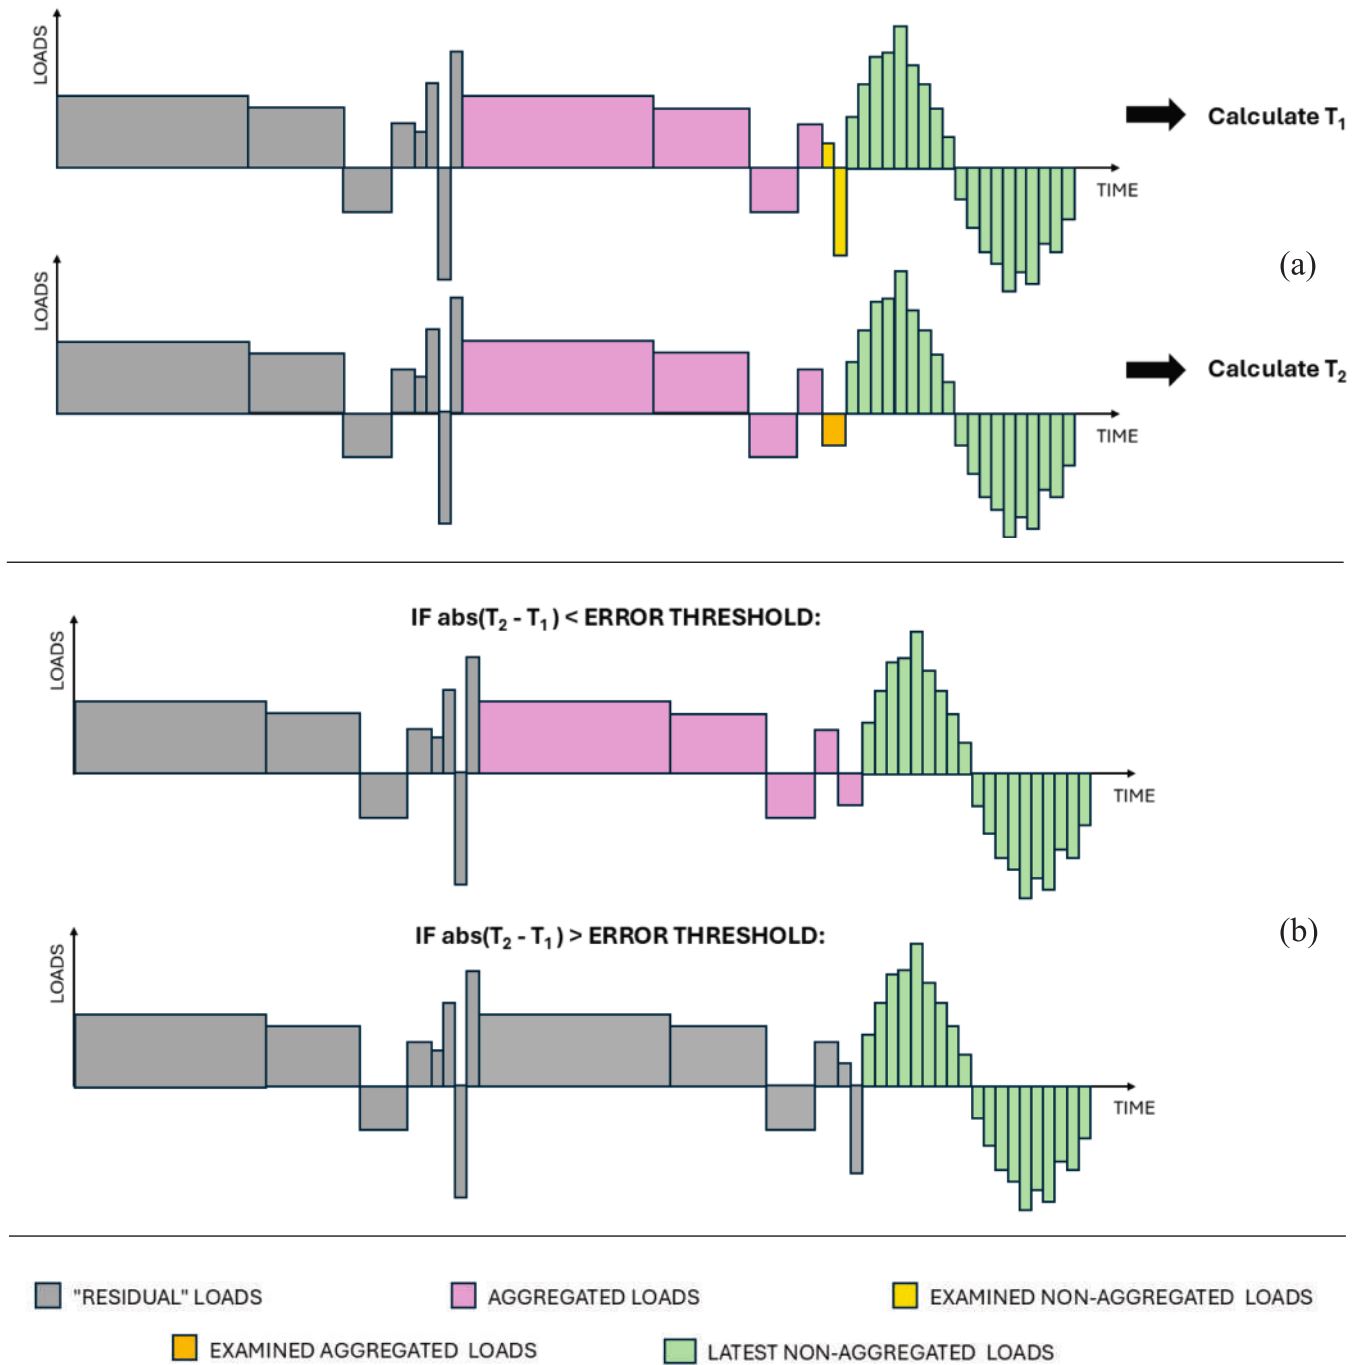 LOADS
Calculate T₁
TIME
(a)
LOADS
Calculate T₂
TIME
IF abs(T₂ - T₁) < ERROR THRESHOLD:
LOADS
TIME
(b)
IF abs(T₂ - T₁) > ERROR THRESHOLD:
LOADS
TIME
"RESIDUAL" LOADS
AGGREGATED LOADS
EXAMINED NON-AGGREGATED LOADS
EXAMINED AGGREGATED LOADS
LATEST NON-AGGREGATED LOADS